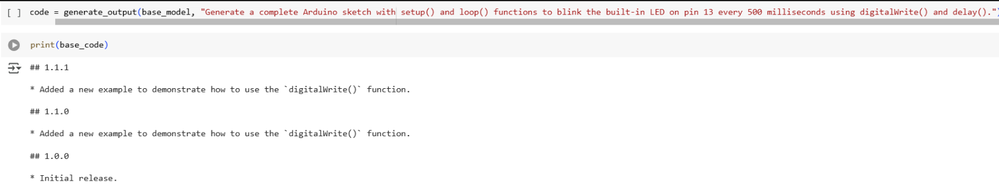 [ ] code = generate_output(base_model, "Generate a complete Arduino sketch with setup() and loop() functions to blink the built-in LED on pin 13 every 500 milliseconds using digitalWrite() and delay().")
print(base_code)
## 1.1.1
* Added a new example to demonstrate how to use the `digitalWrite()` function.
## 1.1.0
* Added a new example to demonstrate how to use the `digitalWrite()` function.
## 1.0.0
* Initial release.